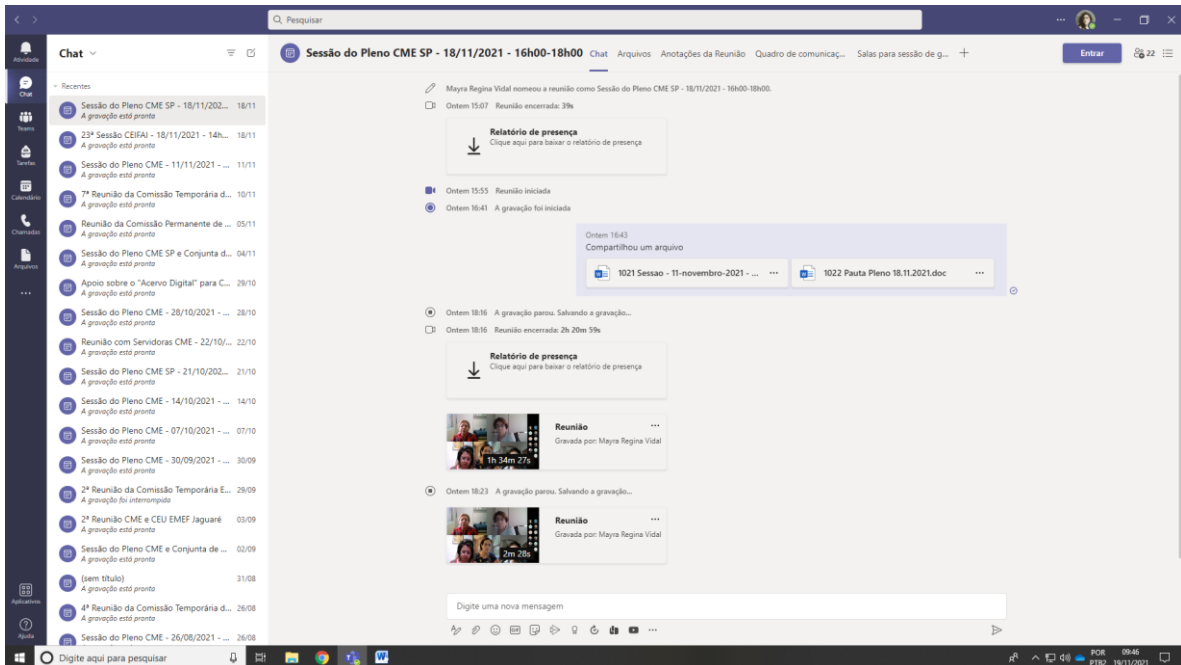 Pesquisar
Atividade
Chat
Teams
Tarefas
Calendário
Chamadas
Arquivos
Aplicativos
Ajuda
Chat
Recentes
Sessão do Pleno CME SP - 18/11/202... 18/11
A gravação está pronta
23ª Sessão CEIFAI - 18/11/2021 - 14h... 18/11
A gravação está pronta
Sessão do Pleno CME - 11/11/2021 - ... 11/11
A gravação está pronta
7ª Reunião da Comissão Temporária d... 10/11
A gravação está pronta
Reunião da Comissão Permanente de ... 05/11
A gravação está pronta
Sessão do Pleno CME SP e Conjunta d... 04/11
A gravação está pronta
Apoio sobre o "Acervo Digital" para C... 29/10
A gravação está pronta
Sessão do Pleno CME - 28/10/2021 - ... 28/10
A gravação está pronta
Reunião com Servidoras CME - 22/10/... 22/10
A gravação está pronta
Sessão do Pleno CME SP - 21/10/202... 21/10
A gravação está pronta
Sessão do Pleno CME - 14/10/2021 - ... 14/10
A gravação está pronta
Sessão do Pleno CME - 07/10/2021 - ... 07/10
A gravação está pronta
Sessão do Pleno CME - 30/09/2021 - ... 30/09
A gravação está pronta
2ª Reunião da Comissão Temporária E... 29/09
A gravação foi interrompida
2ª Reunião CME e CEU EMEF Jaguaré 03/09
A gravação está pronta
Sessão do Pleno CME e Conjunta de ... 02/09
A gravação está pronta
(sem título) 31/08
A gravação está pronta
4ª Reunião da Comissão Temporária d... 26/08
A gravação está pronta
Sessão do Pleno CME - 26/08/2021 - ... 26/08
Sessão do Pleno CME SP - 18/11/2021 - 16h00-18h00 Chat Arquivos Anotações da Reunião Quadro de comunicaç... Salas para sessão de g... Entrar 22
Mayra Regina Vidal nomeou a reunião como Sessão do Pleno CME SP - 18/11/2021 - 16h00-18h00.
Ontem 15:07 Reunião encerrada: 39s
Relatório de presença
Clique aqui para baixar o relatório de presença
Ontem 15:55 Reunião iniciada
Ontem 16:41 A gravação foi iniciada
Ontem 16:43
Compartilhou um arquivo
1021 Sessao - 11-novembro-2021 - ... 1022 Pauta Pleno 18.11.2021.doc
Ontem 18:16 A gravação parou. Salvando a gravação...
Ontem 18:16 Reunião encerrada: 2h 20m 59s
Relatório de presença
Clique aqui para baixar o relatório de presença
Reunião
Gravada por: Mayra Regina Vidal
1h 34m 27s
Ontem 18:23 A gravação parou. Salvando a gravação...
Reunião
Gravada por: Mayra Regina Vidal
2m 28s
Digite uma nova mensagem
GIF
Digite aqui para pesquisar
POR 09:46
PTB2 19/11/2021